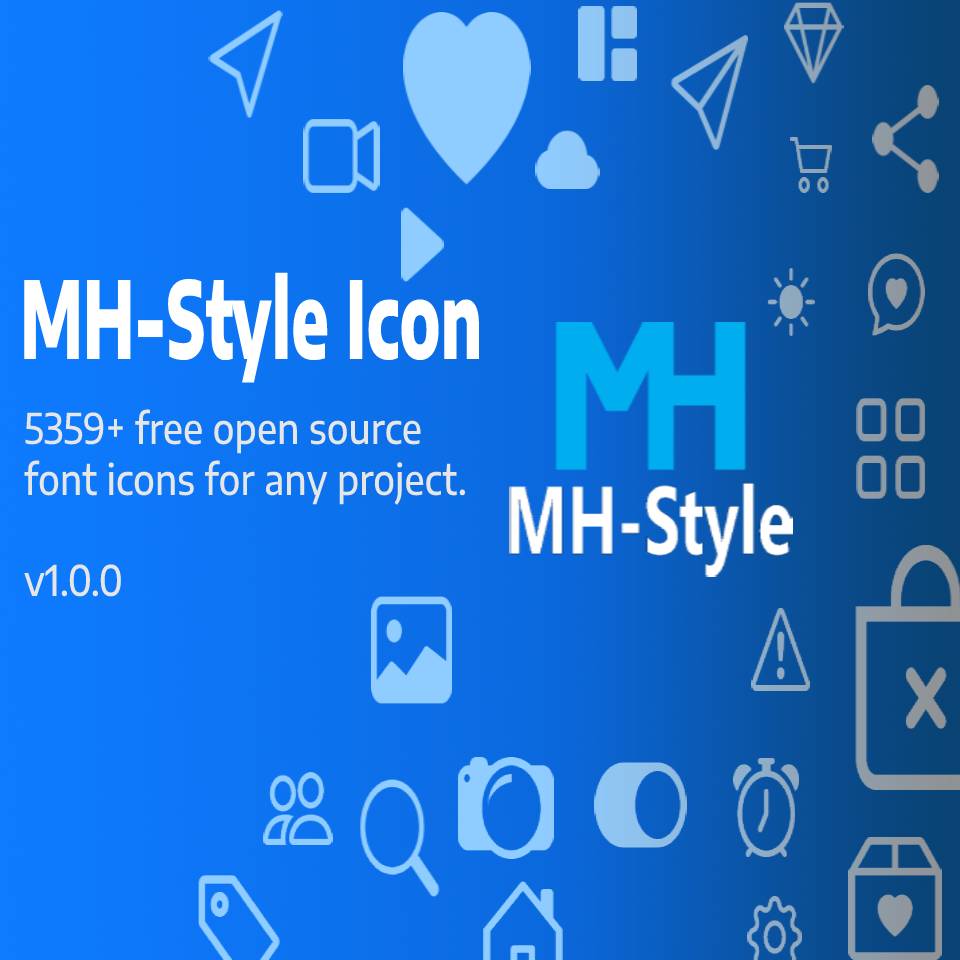 MH-Style Icon
5359+ free open source
font icons for any project.
v1.0.0
MH
MH-Style